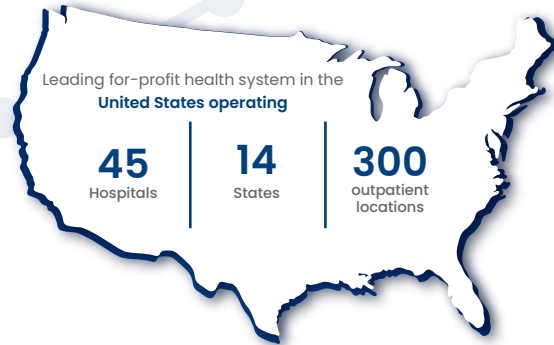 Leading for-profit health system in the
United States operating
45
Hospitals
14
States
300
outpatient
locations